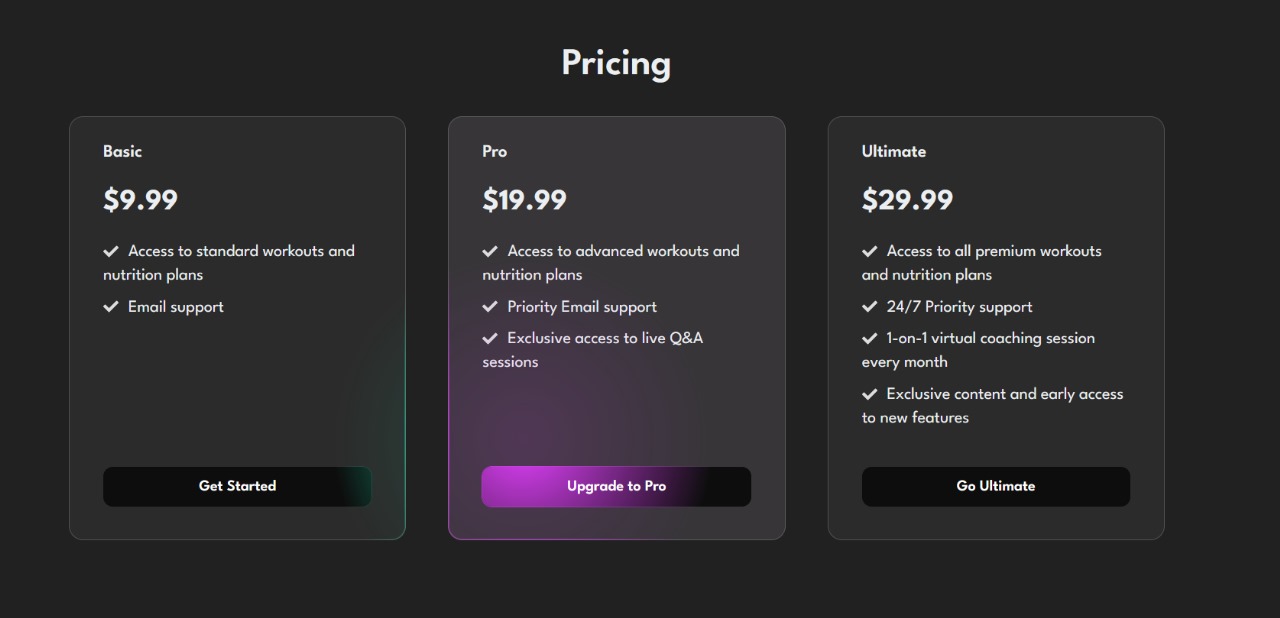 Pricing
Basic
$9.99
Access to standard workouts and
nutrition plans
Email support
Get Started
Pro
$19.99
Access to advanced workouts and
nutrition plans
Priority Email support
Exclusive access to live Q&A
sessions
Upgrade to Pro
Ultimate
$29.99
Access to all premium workouts
and nutrition plans
24/7 Priority support
1-on-1 virtual coaching session
every month
Exclusive content and early access
to new features
Go Ultimate